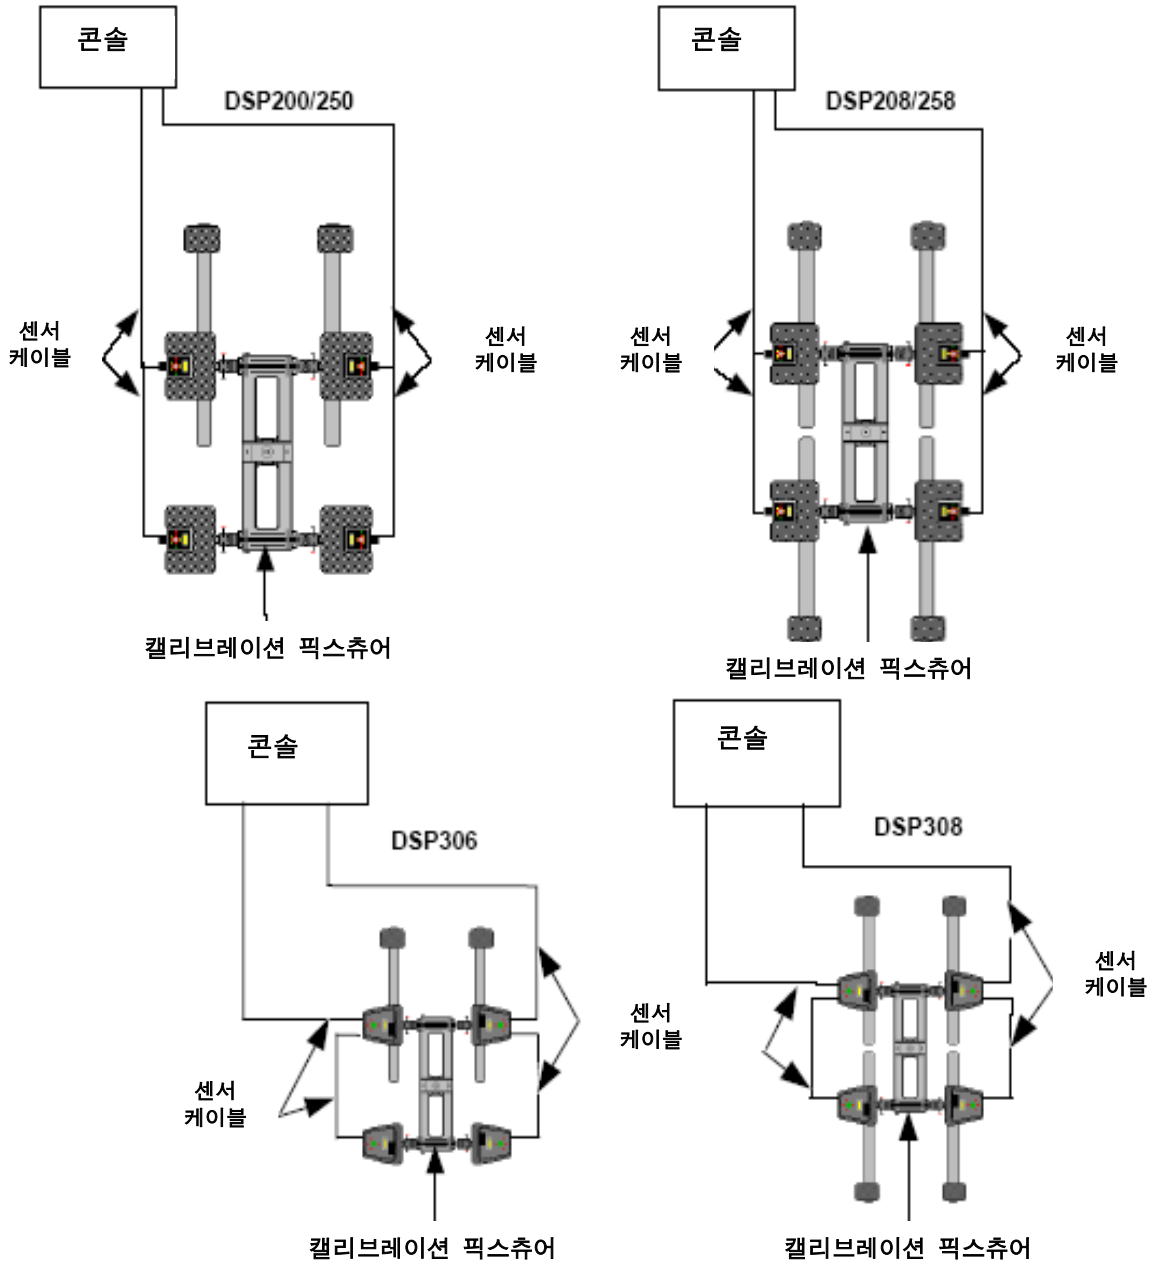 콘솔
DSP200/250
센서
케이블
센서
케이블
캘리브레이션 픽스츄어
콘솔
DSP208/258
센서
케이블
센서
케이블
캘리브레이션 픽스츄어
콘솔
DSP306
센서
케이블
캘리브레이션 픽스츄어
콘솔
DSP308
센서
케이블
센서
케이블
캘리브레이션 픽스츄어